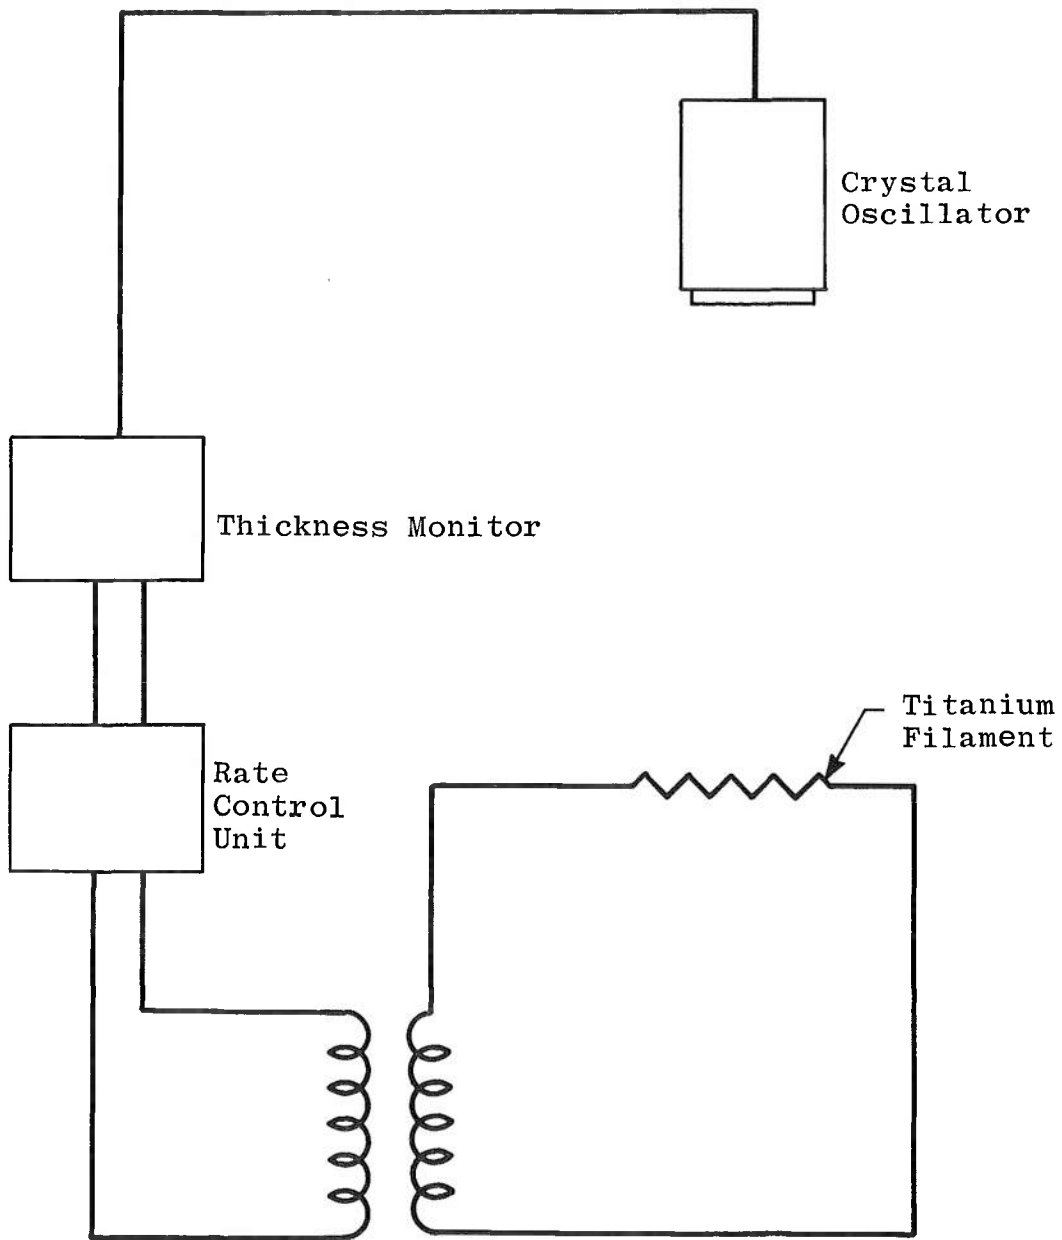 Crystal
Oscillator
Thickness Monitor
Titanium
Filament
Rate
Control
Unit